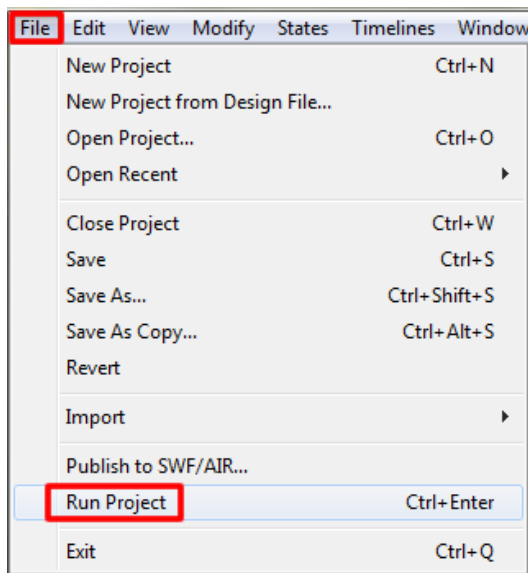 File Edit View Modify States Timelines Window
New Project Ctrl+N
New Project from Design File...
Open Project... Ctrl+O
Open Recent
Close Project Ctrl+W
Save Ctrl+S
Save As... Ctrl+Shift+S
Save As Copy... Ctrl+Alt+S
Revert
Import
Publish to SWF/AIR...
Run Project Ctrl+Enter
Exit Ctrl+Q